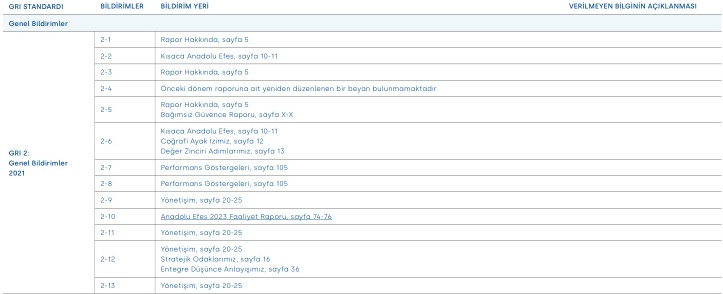 GRI STANDARDI BİLDİRİMLER BİLDİRİM YERİ VERİLMEYEN BİLGİNİN AÇIKLAMASI
Genel Bildirimler
GRI 2:
Genel Bildirimler
2021
2-1 Rapor Hakkında, sayfa 5
2-2 Kısaca Anadolu Efes, sayfa 10-11
2-3 Rapor Hakkında, sayfa 5
2-4 Önceki dönem raporuna ait yeniden düzenlenen bir beyan bulunmamaktadır.
2-5 Rapor Hakkında, sayfa 5
Bağımsız Güvence Raporu, sayfa X-X
2-6 Kısaca Anadolu Efes, sayfa 10-11
Coğrafi Ayak İzimiz, sayfa 12
Değer Zinciri Adımlarımız, sayfa 13
2-7 Performans Göstergeleri, sayfa 105
2-8 Performans Göstergeleri, sayfa 105
2-9 Yönetişim, sayfa 20-25
2-10 Anadolu Efes 2023 Faaliyet Raporu, sayfa 74-76
2-11 Yönetişim, sayfa 20-25
2-12 Yönetişim, sayfa 20-25
Stratejik Odaklarımız, sayfa 16
Entegre Düşünce Anlayışımız, sayfa 36
2-13 Yönetişim, sayfa 20-25